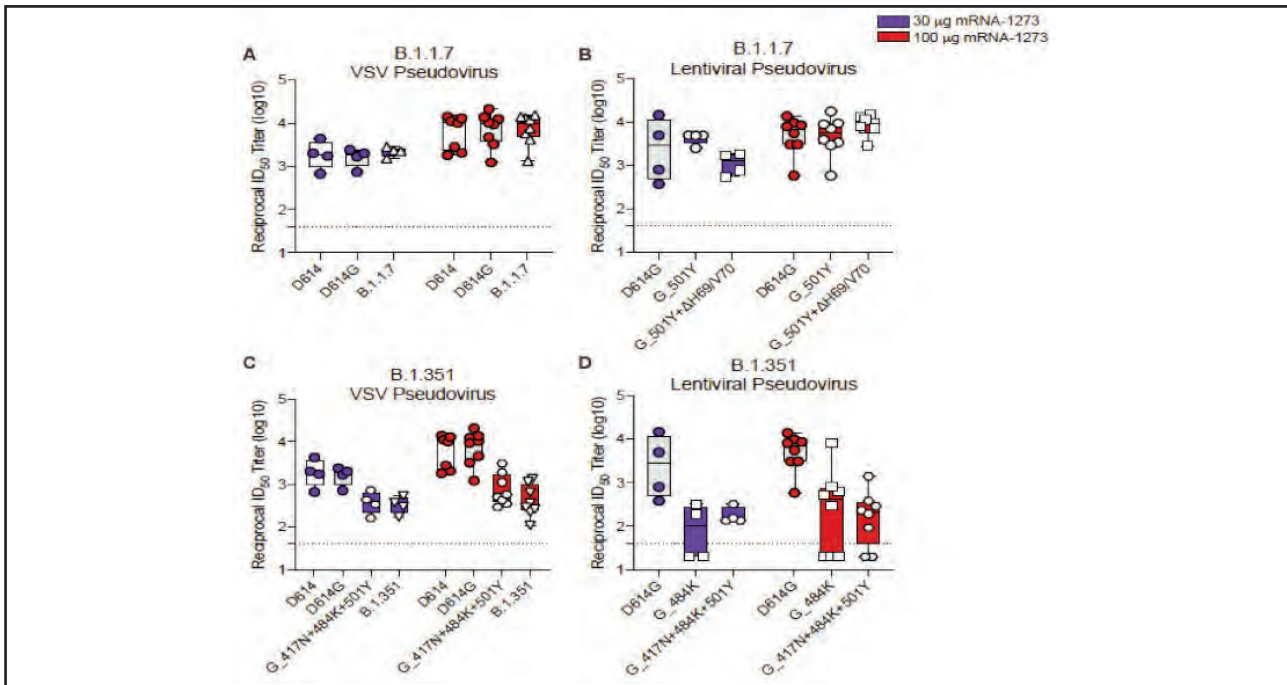 30 µg mRNA-1273
100 µg mRNA-1273
A
B.1.1.7
VSV Pseudovirus
Reciprocal ID50 Titer (log10)
5
4
3
2
1
D614
D614G
B.1.1.7
D614
D614G
B.1.1.7
B
B.1.1.7
Lentiviral Pseudovirus
Reciprocal ID50 Titer (log10)
5
4
3
2
1
D614G
G_501Y
G_501Y+ΔH69/V70
D614G
G_501Y
G_501Y+ΔH69/V70
C
B.1.351
VSV Pseudovirus
Reciprocal ID50 Titer (log10)
5
4
3
2
1
D614
D614G
G_417N+484K+501Y
B.1.351
D614
D614G
G_417N+484K+501Y
B.1.351
D
B.1.351
Lentiviral Pseudovirus
Reciprocal ID50 Titer (log10)
5
4
3
2
1
D614G
G_484K
G_417N+484K+501Y
D614G
G_484K
G_417N+484K+501Y